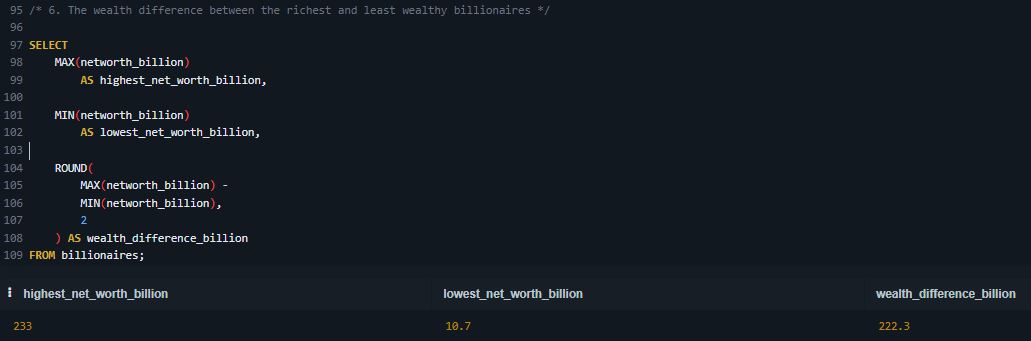 95 /* 6. The wealth difference between the richest and least wealthy billionaires */
96
97 SELECT
98 MAX(networth_billion)
99 AS highest_net_worth_billion,
100
101 MIN(networth_billion)
102 AS lowest_net_worth_billion,
103
104 ROUND(
105 MAX(networth_billion) -
106 MIN(networth_billion),
107 2
108 ) AS wealth_difference_billion
109 FROM billionaires;
highest_net_worth_billion lowest_net_worth_billion wealth_difference_billion
233 10.7 222.3